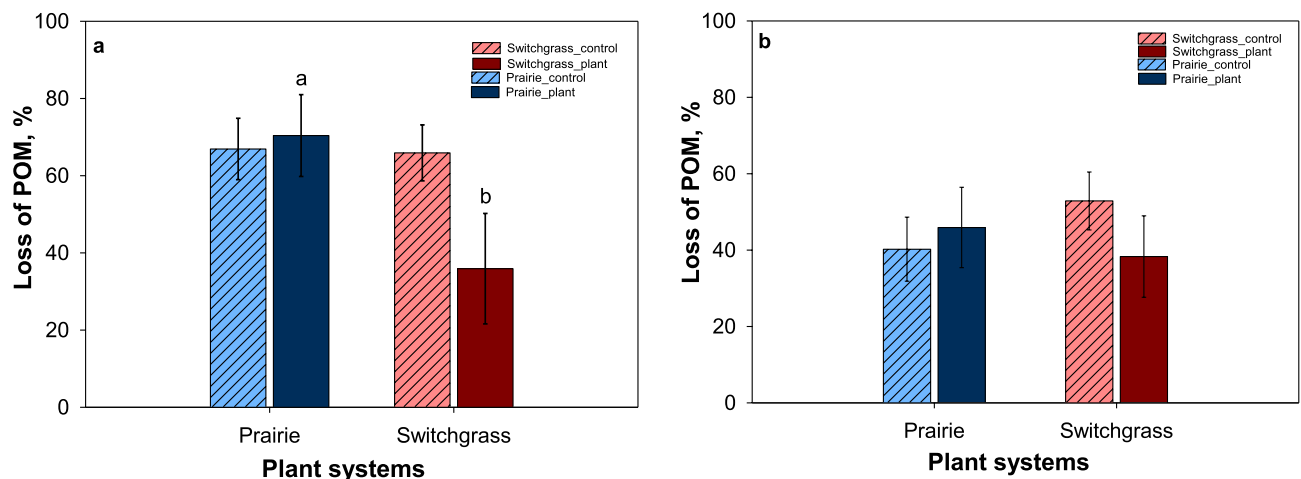 a
Loss of POM, %
100
80
60
40
20
0
Switchgrass_control
Switchgrass_plant
Prairie_control
Prairie_plant
a
b
Prairie
Switchgrass
Plant systems
b
Loss of POM, %
100
80
60
40
20
0
Switchgrass_control
Switchgrass_plant
Prairie_control
Prairie_plant
Prairie
Switchgrass
Plant systems